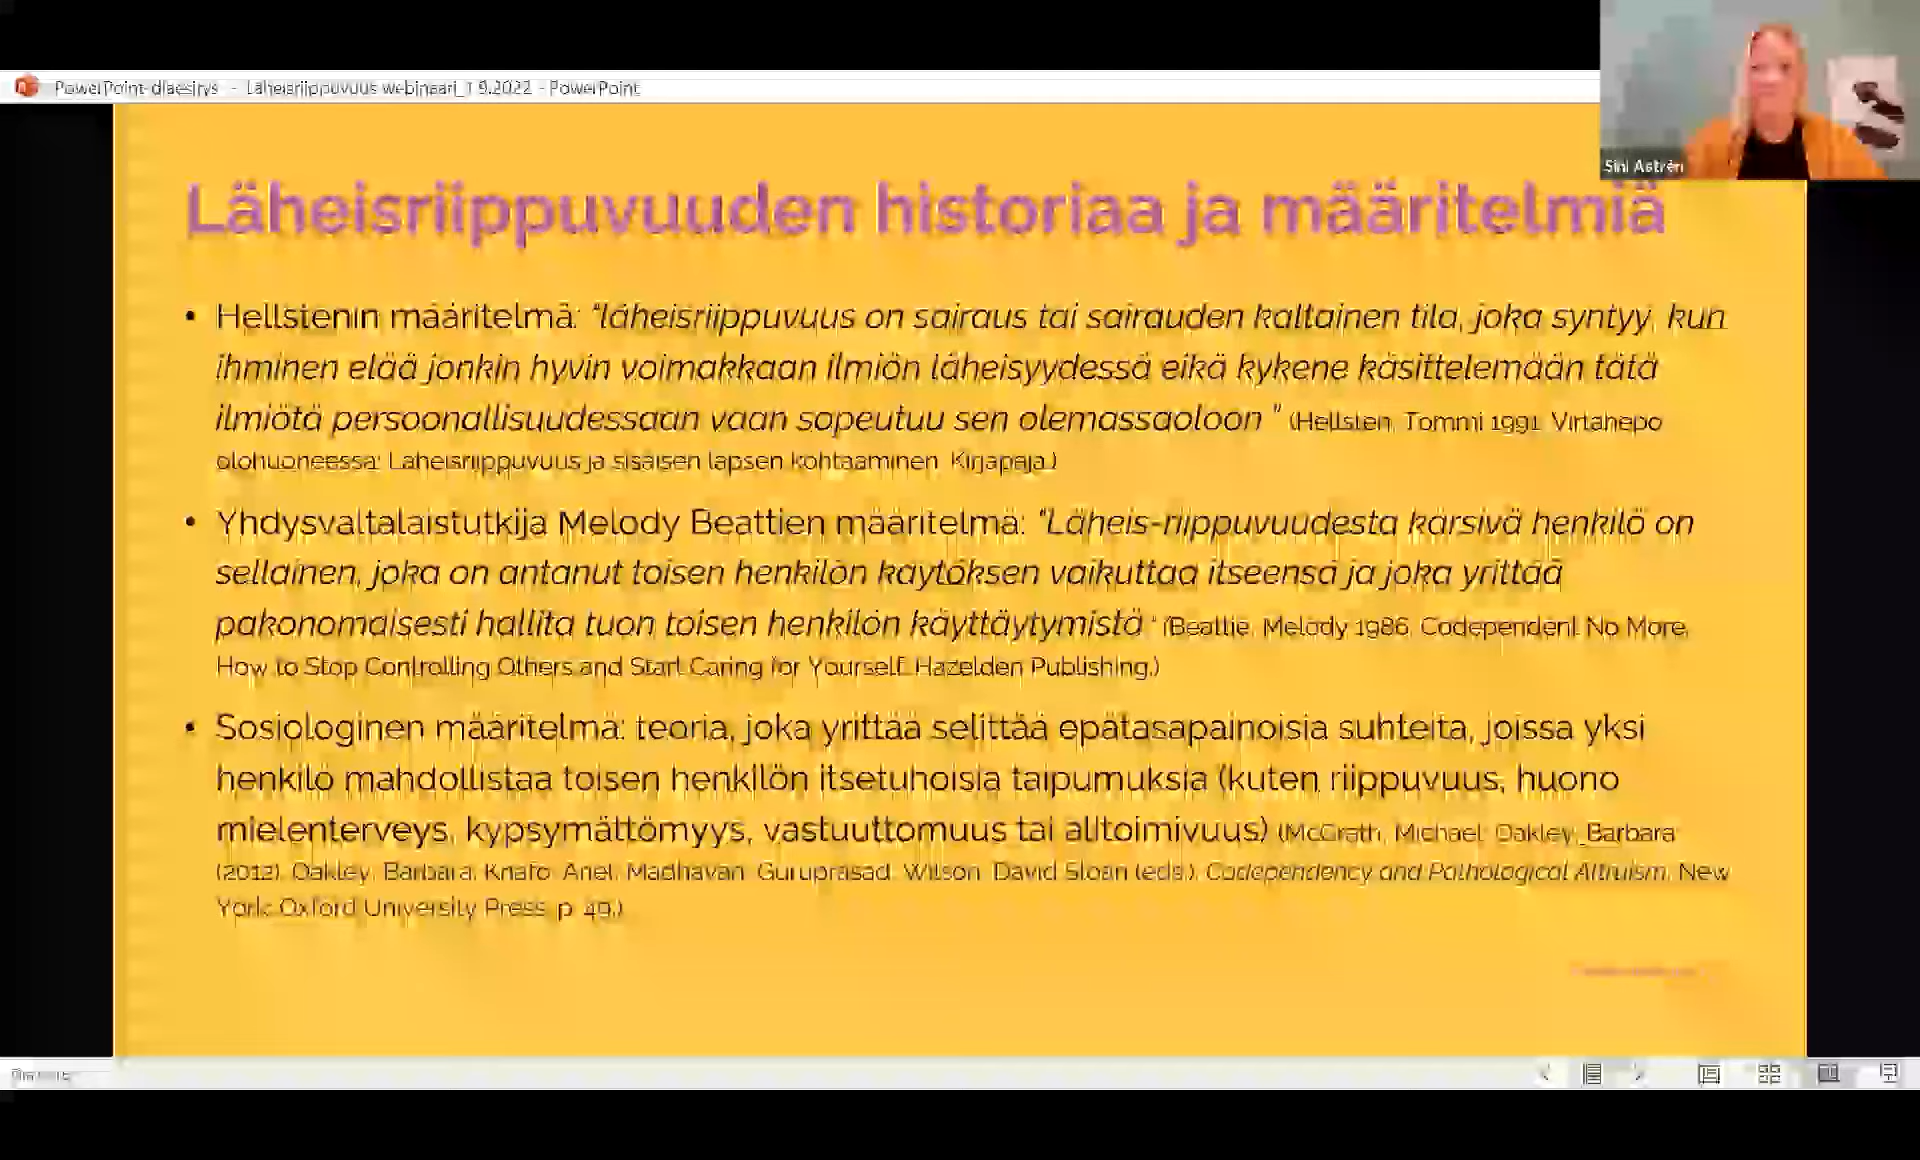 PowerPoint-diaesitys - Läheisriippuvuus webinaari_1.9.2022 - PowerPoint
Sini Astrén
Läheisriippuvuuden historiaa ja määritelmiä
• Hellstenin määritelmä: "läheisriippuvuus on sairaus tai sairauden kaltainen tila, joka syntyy, kun
ihminen elää jonkin hyvin voimakkaan ilmiön läheisyydessä eikä kykene käsittelemään tätä
ilmiötä persoonallisuudessaan vaan sopeutuu sen olemassaoloon." (Hellsten, Tommi 1991. Virtahepo
olohuoneessa: Läheisriippuvuus ja sisäisen lapsen kohtaaminen. Kirjapaja.)
• Yhdysvaltalaistutkija Melody Beattien määritelmä: "Läheis-riippuvuudesta kärsivä henkilö on
sellainen, joka on antanut toisen henkilön käytöksen vaikuttaa itseensä ja joka yrittää
pakonomaisesti hallita tuon toisen henkilön käyttäytymistä." (Beattie, Melody 1986. Codependent No More.
How to Stop Controlling Others and Start Caring for Yourself. Hazelden Publishing.)
• Sosiologinen määritelmä: teoria, joka yrittää selittää epätasapainoisia suhteita, joissa yksi
henkilö mahdollistaa toisen henkilön itsetuhoisia taipumuksia (kuten riippuvuus, huono
mielenterveys, kypsymättömyys, vastuuttomuus tai alitoimivuus) (McGrath, Michael; Oakley, Barbara
(2012). Oakley, Barbara; Knafo, Ariel; Madhavan, Guruprasad; Wilson, David Sloan (eds.). Codependency and Pathological Altruism. New
York: Oxford University Press. p. 49.)